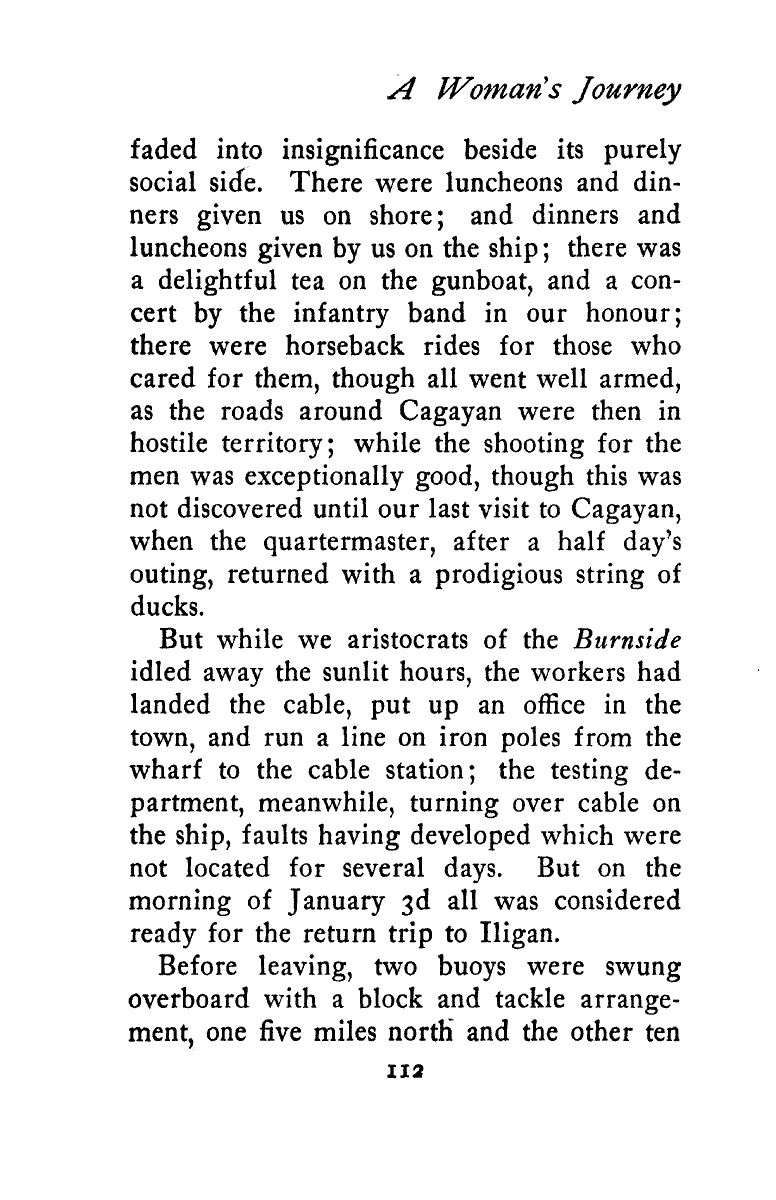 A Woman's Journey
faded into insignificance beside its purely
social side. There were luncheons and din-
ners given us on shore; and dinners and
luncheons given by us on the ship; there was
a delightful tea on the gunboat, and a con-
cert by the infantry band in our honour;
there were horseback rides for those who
cared for them, though all went well armed,
as the roads around Cagayan were then in
hostile territory; while the shooting for the
men was exceptionally good, though this was
not discovered until our last visit to Cagayan,
when the quartermaster, after a half day's
outing, returned with a prodigious string of
ducks.
But while we aristocrats of the Burnside
idled away the sunlit hours, the workers had
landed the cable, put up an office in the
town, and run a line on iron poles from the
wharf to the cable station; the testing de-
partment, meanwhile, turning over cable on
the ship, faults having developed which were
not located for several days. But on the
morning of January 3d all was considered
ready for the return trip to Iligan.
Before leaving, two buoys were swung
overboard with a block and tackle arrange-
ment, one five miles north and the other ten
112